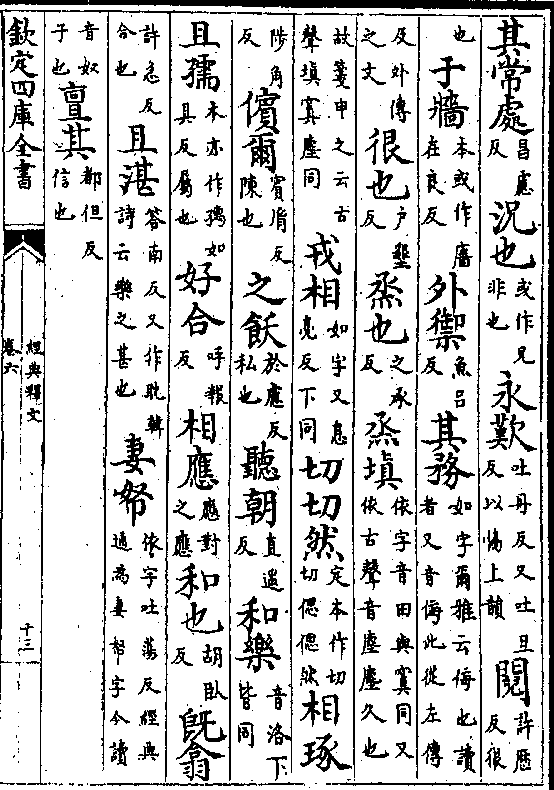 其常處昌慮反況也或作兄非也永歎吐丹反又吐旦反以協上韻鬩許歷反很
也于牆本或作廧在良反外禦魚呂反其務如字爾雅云侮也讀者又音侮此從左傳
及外傳之文很也戶墾反烝也之承反烝填依字音田與寘同又依古聲音塵塵久也
故箋申之云古聲填寘塵同戎相如字又息亮反下同切切然定本作切切偲偲然相琢
陟角反儐爾賓胤反陳也之飫於應反私也聽朝直遥反和樂音洛下皆同
且孺本亦作孺如具反屬也好合呼報反相應應對之應和也胡臥反既翕
許急反合也且湛荅南反又作耽韓詩云樂之甚也妻帑依字吐蕩反經典通為妻帑字今讀
音奴子也亶其都但反信也
欽定四庫全書
經典釋文
卷六
十三